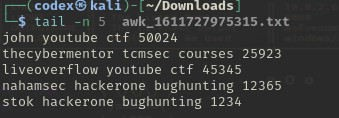 ┌──(codex㉿kali)-[~/Downloads]
└─$ tail -n 5  awk_1611727975315.txt
john youtube ctf 50024
thecybermentor cmsec courses 25923
liveoverflow youtube ctf 45345
nahamsec hackerone bughunting 12365
stok hackerone bughunting 1234